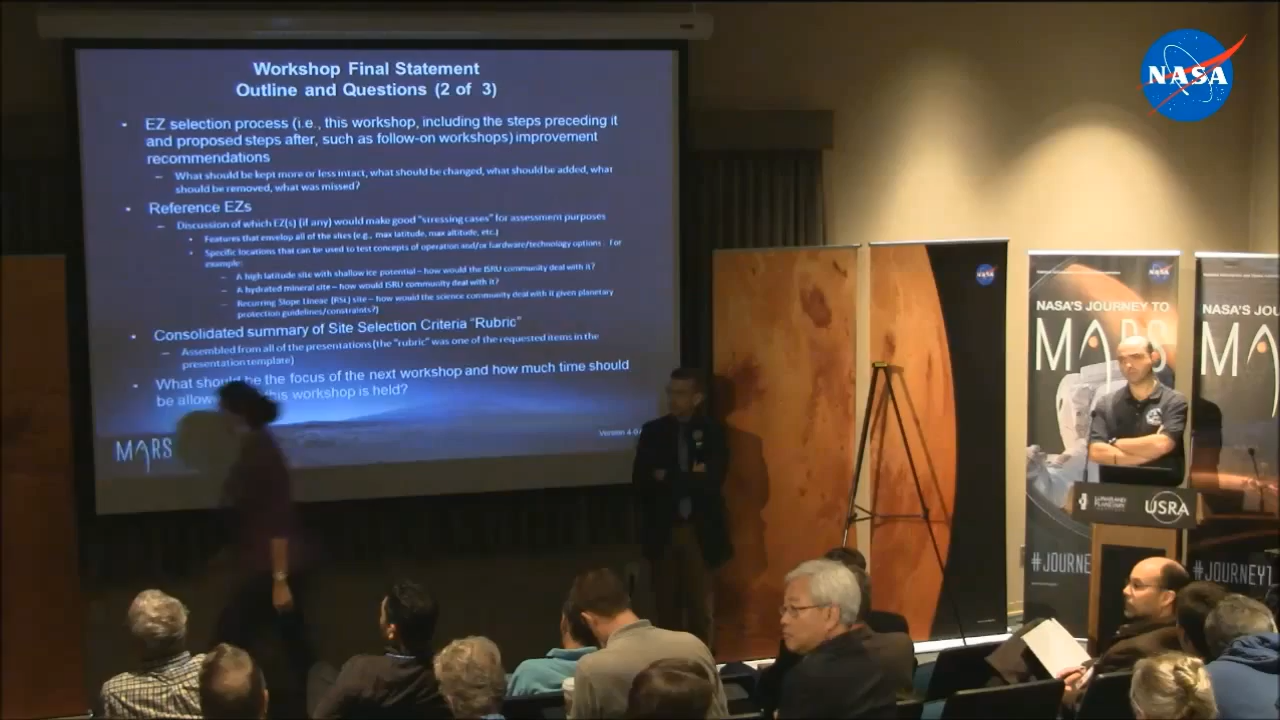 Workshop Final Statement
Outline and Questions (2 of 3)
• EZ selection process (i.e., this workshop, including the steps preceding it
and proposed steps after, such as follow-on workshops) improvement
recommendations
– What should be kept more or less intact, what should be changed, what should be added, what
should be removed, what was missed?
• Reference EZs
– Discussion of which EZ(s) (if any) would make good "stressing cases" for assessment purposes
• Features that envelop all of the sites (e.g., max latitude, max altitude, etc.)
• Specific locations that can be used to test concepts of operation and/or hardware/technology options. For
example:
– A high latitude site with shallow ice potential – how would the ISRU community deal with it?
– A hydrated mineral site – how would ISRU community deal with it?
– Recurring Slope Lineae (RSL) site – how would the science community deal with it given planetary
protection guidelines/constraints?)
• Consolidated summary of Site Selection Criteria "Rubric"
– Assembled from all of the presentations (the "rubric" was one of the requested items in the
presentation template)
• What should be the focus of the next workshop and how much time should
be allow this workshop is held?
MARS
Version 4.0
NASA
NASA
NASA'S JOURNEY TO
MARS
#JOURNE
NASA'S JOU
MA
#JOURNEYT
LUNAR AND
PLANETARY
USRA